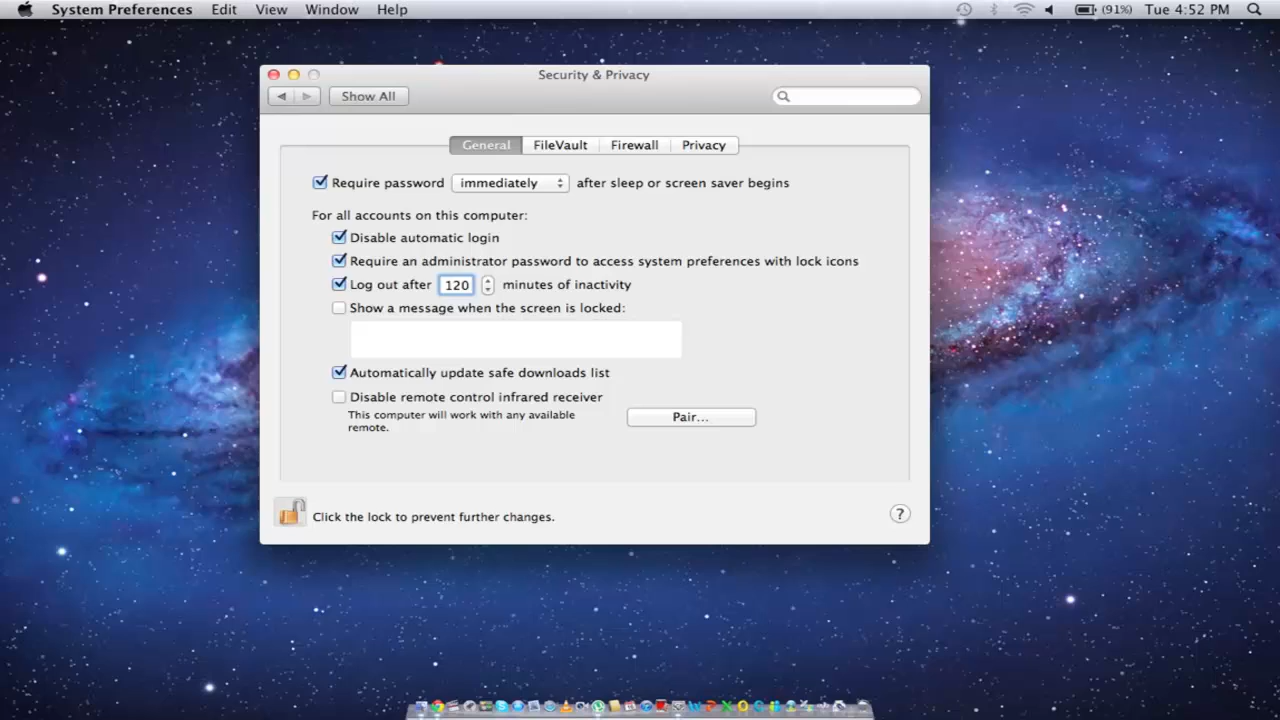 System Preferences Edit View Window Help (91%) Tue 4:52 PM
Security & Privacy
Show All
General FileVault Firewall Privacy
Require password immediately after sleep or screen saver begins
For all accounts on this computer:
Disable automatic login
Require an administrator password to access system preferences with lock icons
Log out after 120 minutes of inactivity
Show a message when the screen is locked:
Automatically update safe downloads list
Disable remote control infrared receiver
This computer will work with any available
remote.
Pair...
Click the lock to prevent further changes.
?